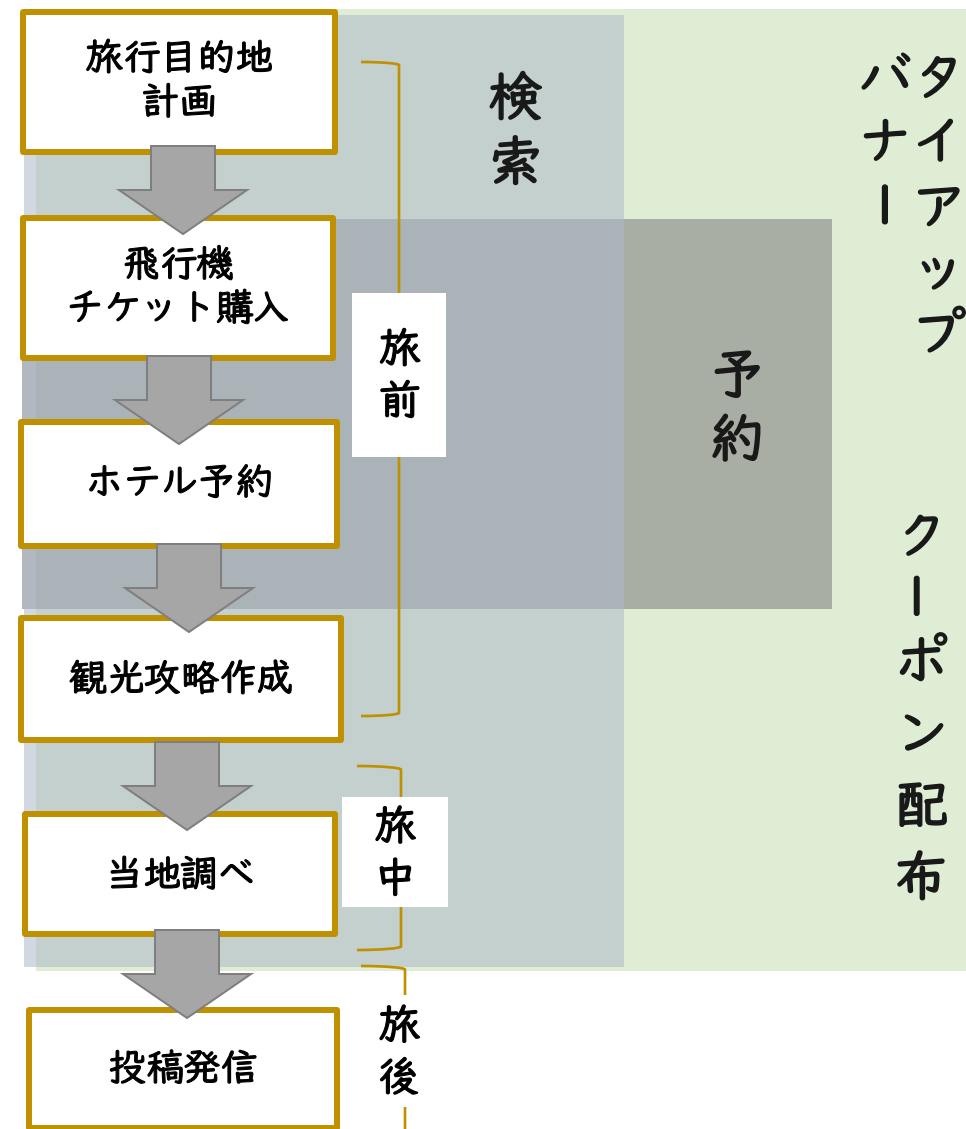 旅行目的地
計画
飛行機
チケット購入
ホテル予約
観光攻略作成
当地調べ
投稿発信
旅前
旅中
旅後
検索
予約
タイアップ
バナー
クーポン配布